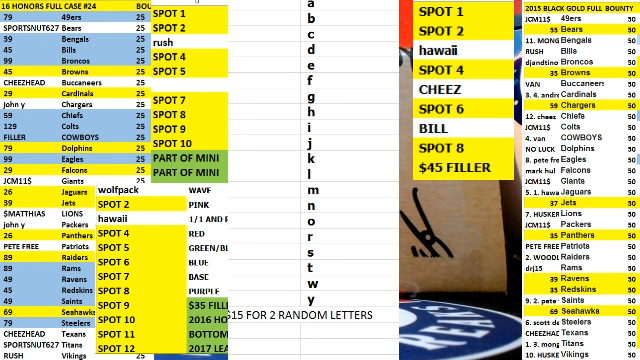 16 HONORS FULL CASE #24 BOU
79 49ers 25
SPORTSNUT627 Bears 25
39 Bengals 25
45 Bills 25
99 Broncos 25
45 Browns 25
CHEEZHEAD Buccaneers 25
29 Cardinals 25
john y Chargers 25
59 Chiefs 25
129 Colts 25
FILLER COWBOYS 25
79 Dolphins 25
99 Eagles 25
29 Falcons 25
JCM11$ Giants
26 Jaguars
39 Jets
$MATTHIAS LIONS
john y Packers
26 Panthers
PETE FREE Patriots
89 Raiders
89 Rams
49 Ravens
45 Redskins
49 Saints
69 Seahawks
79 Steelers
CHEEZHEAD Texans
SPORTSNUT627 Titans
RUSH Vikings 25
SPOT 1
SPOT 2
rush
SPOT 4
SPOT 5
SPOT 7
SPOT 8
SPOT 9
SPOT 10
PART OF MINI
PART OF MINI
wolfpack WAVE
SPOT 2 PINK
hawaii 1/1 AND F
SPOT 4 RED
SPOT 5 GREEN/BL
SPOT 6 BLUE
SPOT 7 BASE
SPOT 8 PURPLE
SPOT 9 $35 FILL
SPOT 10 2016 HO
SPOT 11 BOTTOM
SPOT 12 2017 LEA
a
b
c
d
e
f
g
h
i
j
k
l
m
n
o
r
s
t
w
y
$15 FOR 2 RANDOM LETTERS
SPOT 1
SPOT 2
hawaii
SPOT 4
CHEEZ
SPOT 6
BILL
SPOT 8
$45 FILLER
2015 BLACK GOLD FULL BOUNTY
JCM11$ 49ers 50
55 Bears 50
11. MONG Bengals 50
RUSH Bills 50
djandtino Broncos 50
35 Browns 50
VAN Buccaneers 50
3. 4. andre Cardinals 50
59 Chargers 50
12. cheez Chiefs 50
JCM11$ Colts 50
4. van COWBOYS 50
NO LUCK Dolphins 50
8. pete fre Eagles 50
mark hul Falcons 50
JCM11$ Giants 50
5. 1. hawa Jaguars 50
37 Jets 50
7. HUSKER Lions 50
JCM11$ Packers 50
35 Panthers 50
PETE FREE Patriots 50
2. WOODL Raiders 50
drj15 Rams 50
39 Ravens 50
35 Redskins 50
9. 2. pete Saints 50
69 Seahawks 50
6. scott de Steelers 50
CHEEZHEAD Texans 50
1. 3. mong Titans 50
10. HUSKE Vikings 50